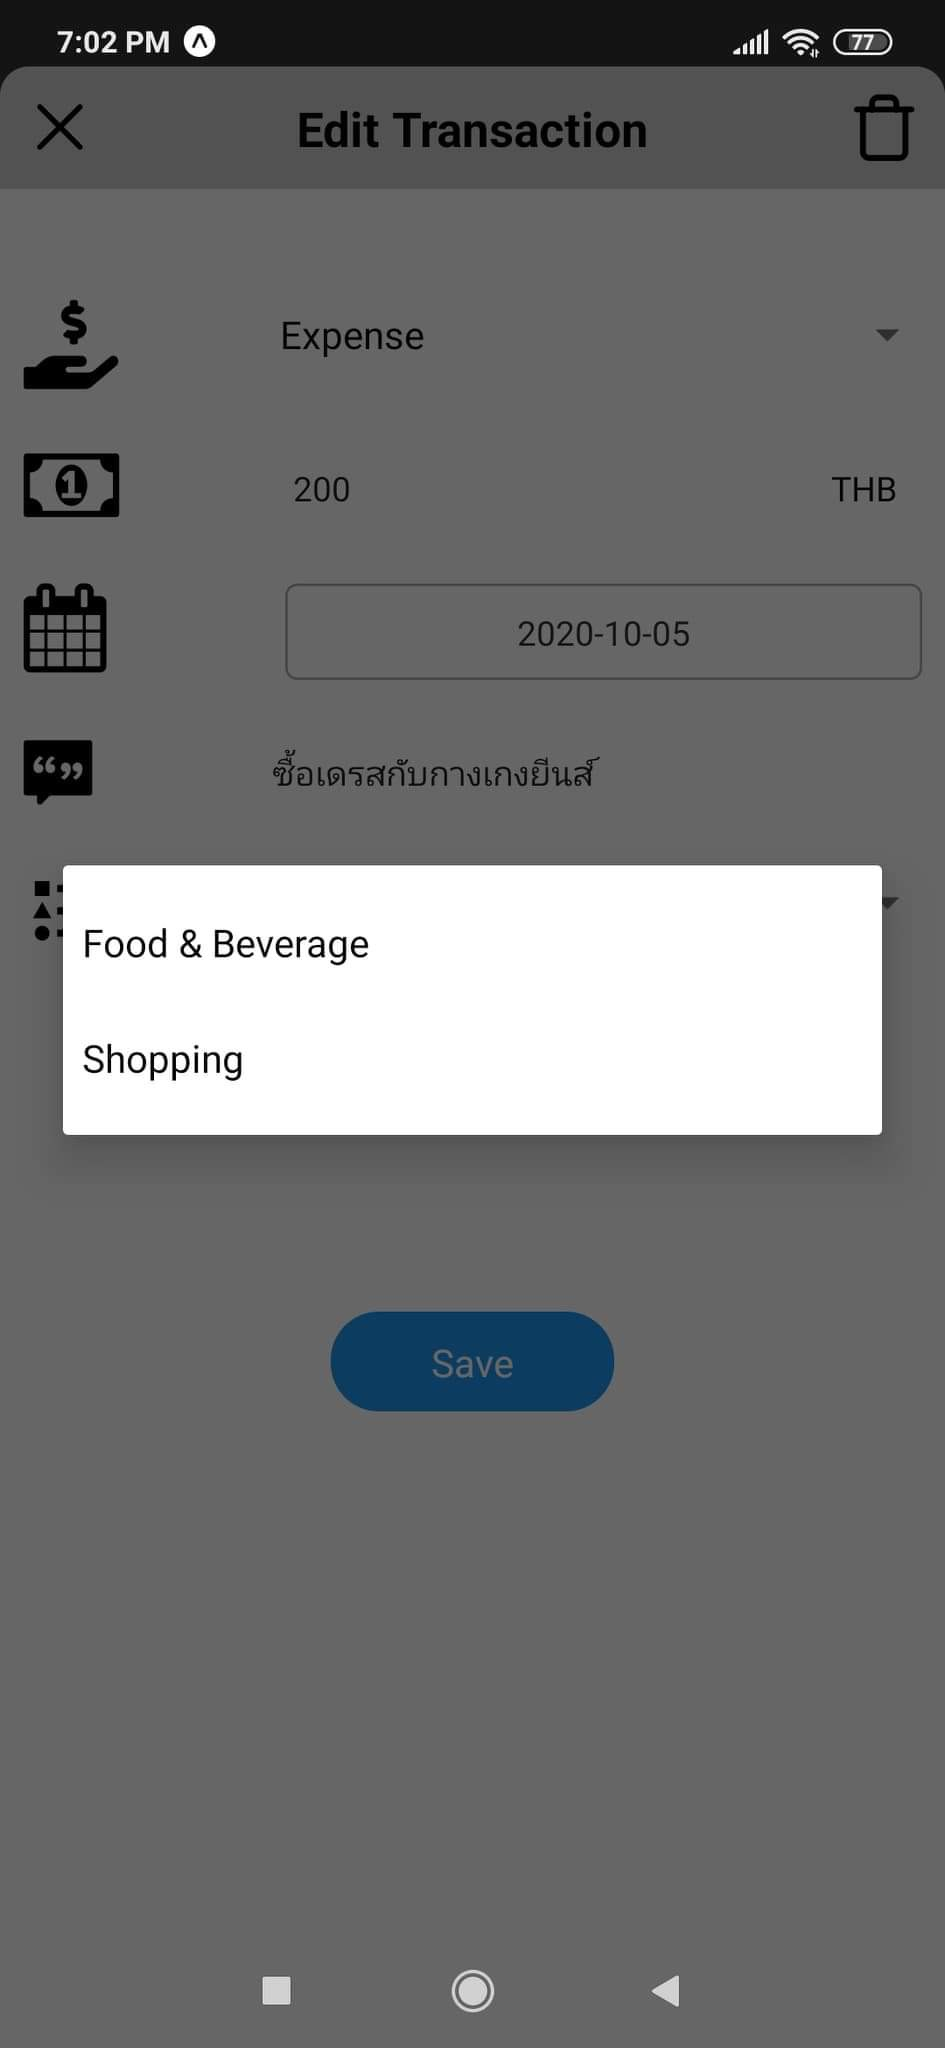 7:02 PM
77
Edit Transaction
$
Expense
1
200 THB
2020-10-05
“ ”
ซื้อเดรสกับกางเกงยีนส์
Food & Beverage
Shopping
Save